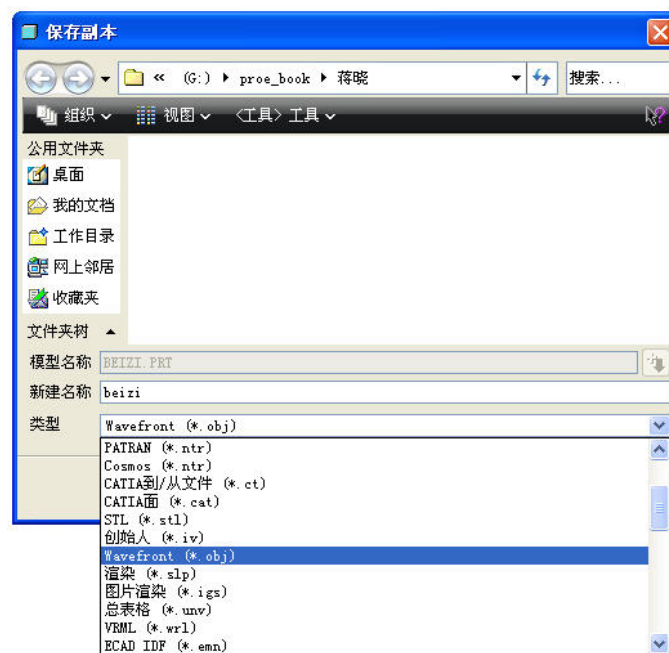 保存副本
« (G:) ▸ proe_book ▸ 蒋晓
搜索...
组织 视图 〈工具〉工具
公用文件夹
桌面
我的文档
工作目录
网上邻居
收藏夹
文件夹树
模型名称 BEIZI.PRT
新建名称 beizi
类型 Wavefront (*.obj)
PATRAN (*.ntr)
Cosmos (*.ntr)
CATIA到/从文件 (*.ct)
CATIA面 (*.cat)
STL (*.stl)
创始人 (*.iv)
Wavefront (*.obj)
渲染 (*.slp)
图片渲染 (*.igs)
总表格 (*.unv)
VRML (*.wrl)
ECAD IDF (*.emn)